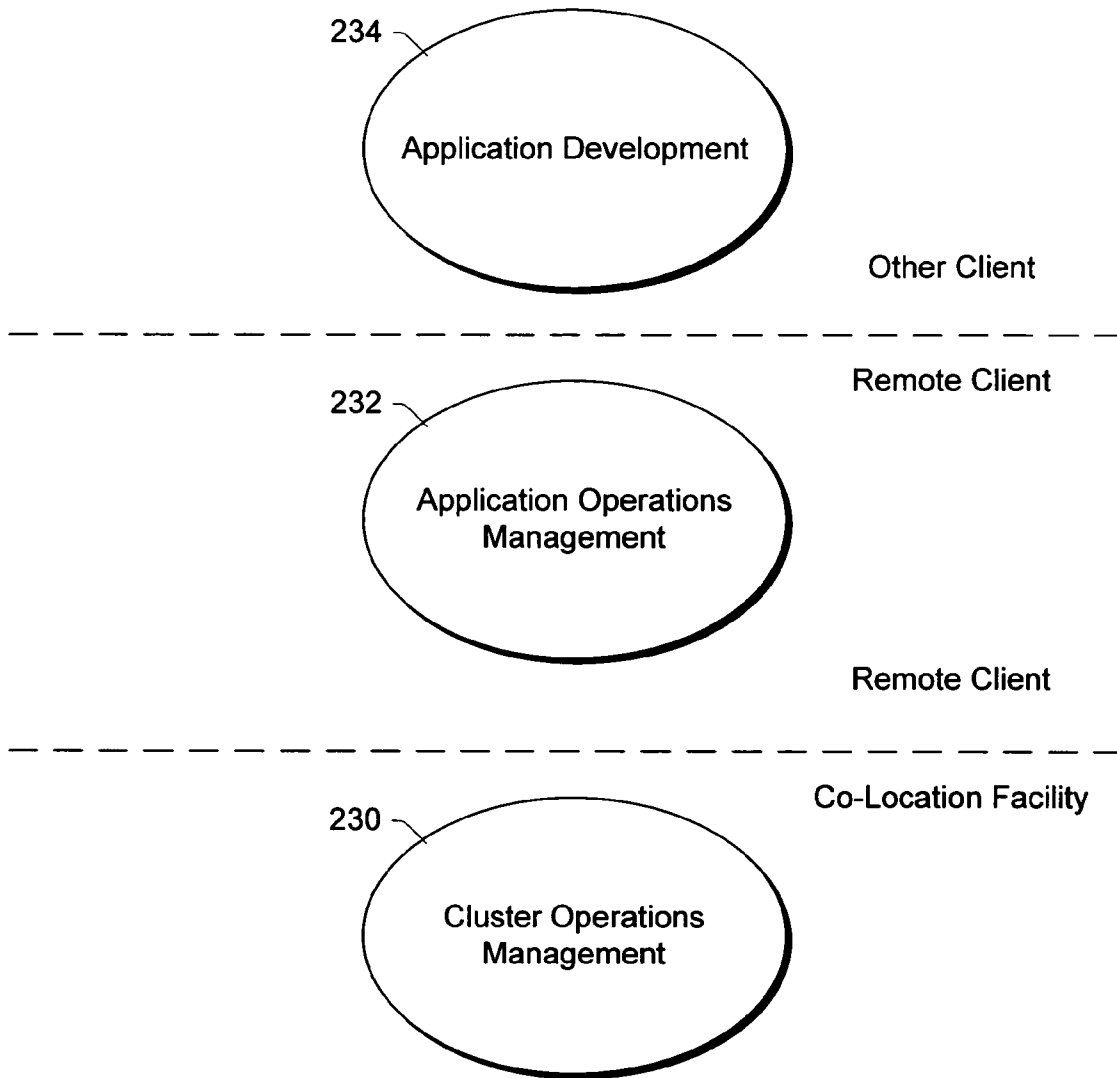 234
Application Development
Other Client
Remote Client
232
Application Operations
Management
Remote Client
Co-Location Facility
230
Cluster Operations
Management